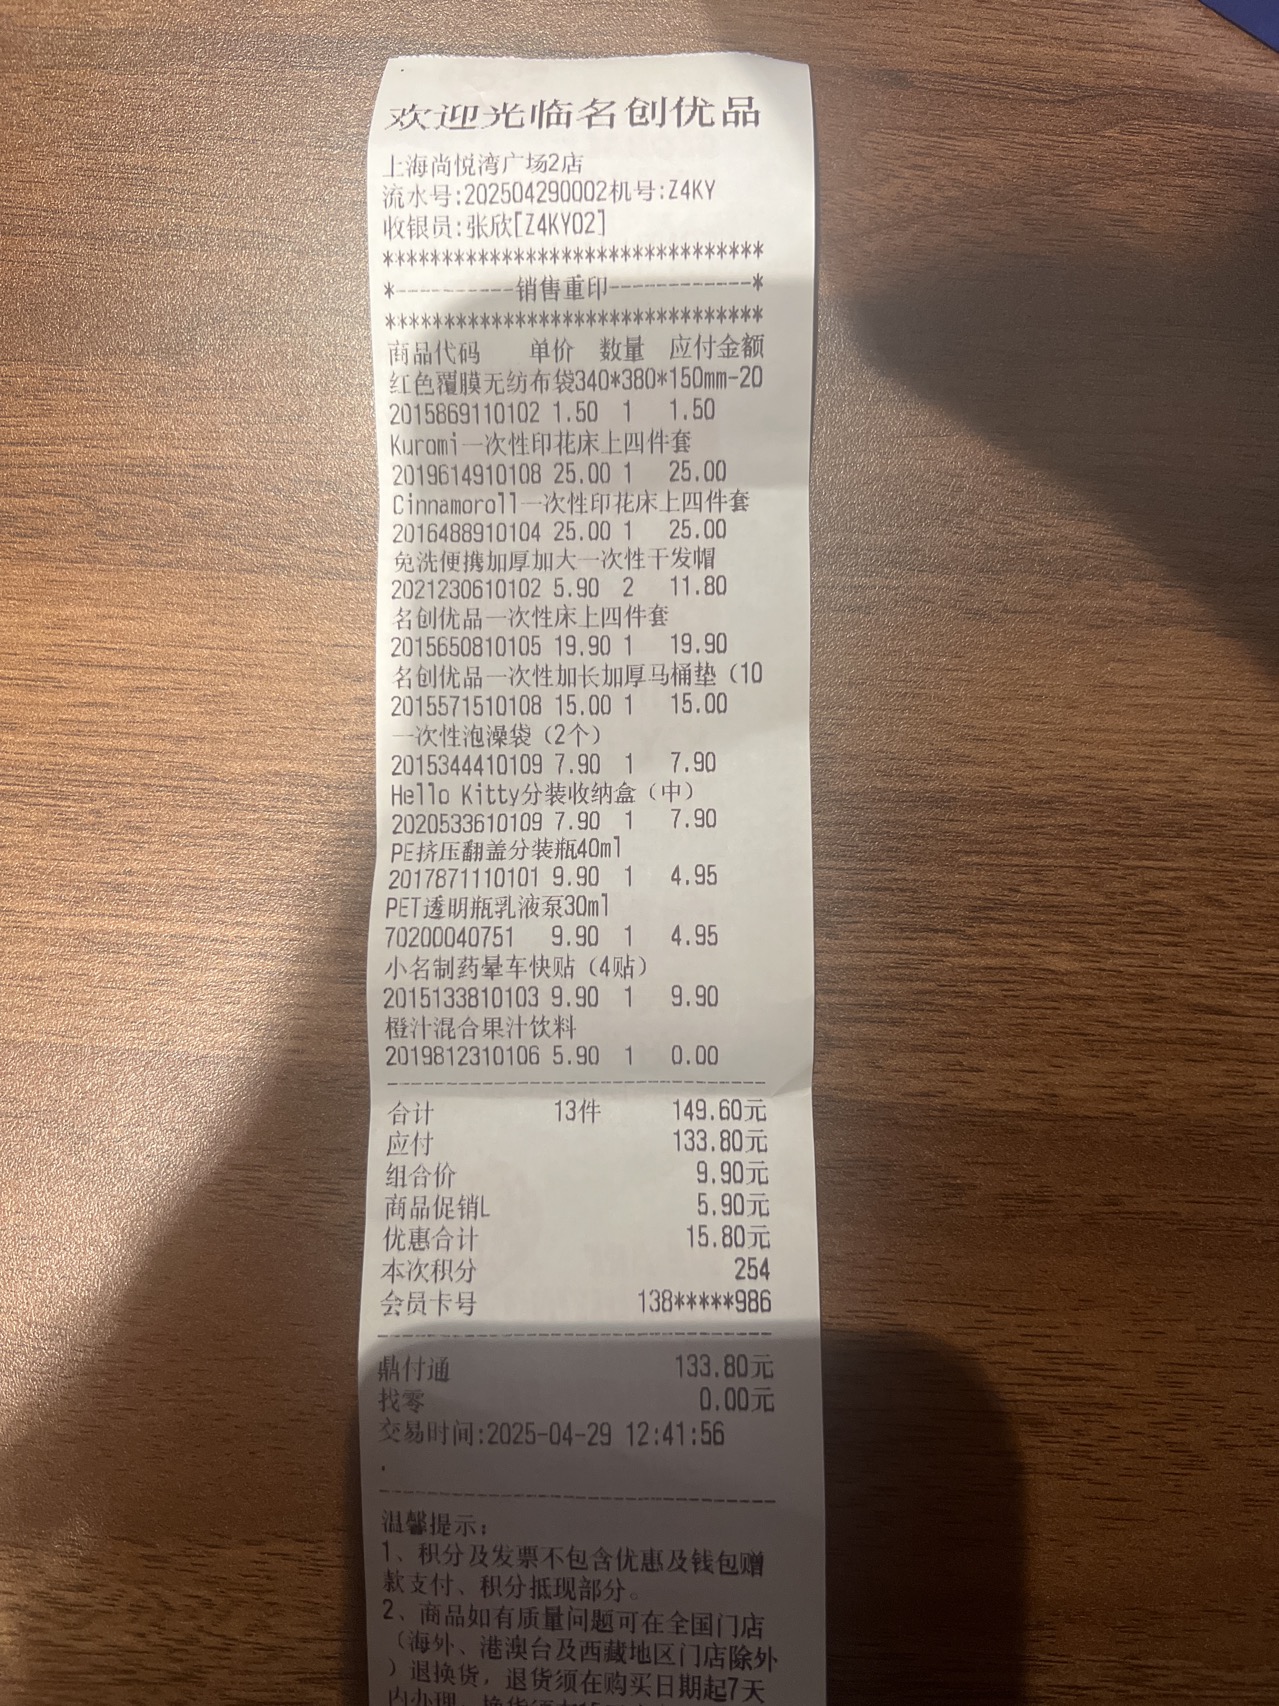 欢迎光临名创优品
上海尚悦湾广场2店
流水号:202504290002机号:Z4KY
收银员:张欣[Z4KY02]
********************************
*----------销售重印------------*
********************************
商品代码 单价 数量 应付金额
红色覆膜无纺布袋340*380*150mm-20
2015869110102 1.50 1 1.50
Kuromi一次性印花床上四件套
2019614910108 25.00 1 25.00
Cinnamoroll一次性印花床上四件套
2016488910104 25.00 1 25.00
免洗便携加厚加大一次性干发帽
2021230610102 5.90 2 11.80
名创优品一次性床上四件套
2015650810105 19.90 1 19.90
名创优品一次性加长加厚马桶垫（10
2015571510108 15.00 1 15.00
一次性泡澡袋（2个）
2015344410109 7.90 1 7.90
Hello Kitty分装收纳盒（中）
2020533610109 7.90 1 7.90
PE挤压翻盖分装瓶40ml
2017871110101 9.90 1 4.95
PET透明瓶乳液泵30ml
70200040751 9.90 1 4.95
小名制药晕车快贴（4贴）
2015133810103 9.90 1 9.90
橙汁混合果汁饮料
2019812310106 5.90 1 0.00
--------------------------------
合计 13件 149.60元
应付 133.80元
组合价 9.90元
商品促销L 5.90元
优惠合计 15.80元
本次积分 254
会员卡号 138*****986
--------------------------------
鼎付通 133.80元
找零 0.00元
交易时间:2025-04-29 12:41:56
.
--------------------------------
温馨提示：
1、积分及发票不包含优惠及钱包赠
款支付、积分抵现部分。
2、商品如有质量问题可在全国门店
（海外、港澳台及西藏地区门店除外
）退换货，退货须在购买日期起7天
内办理，换货须在15